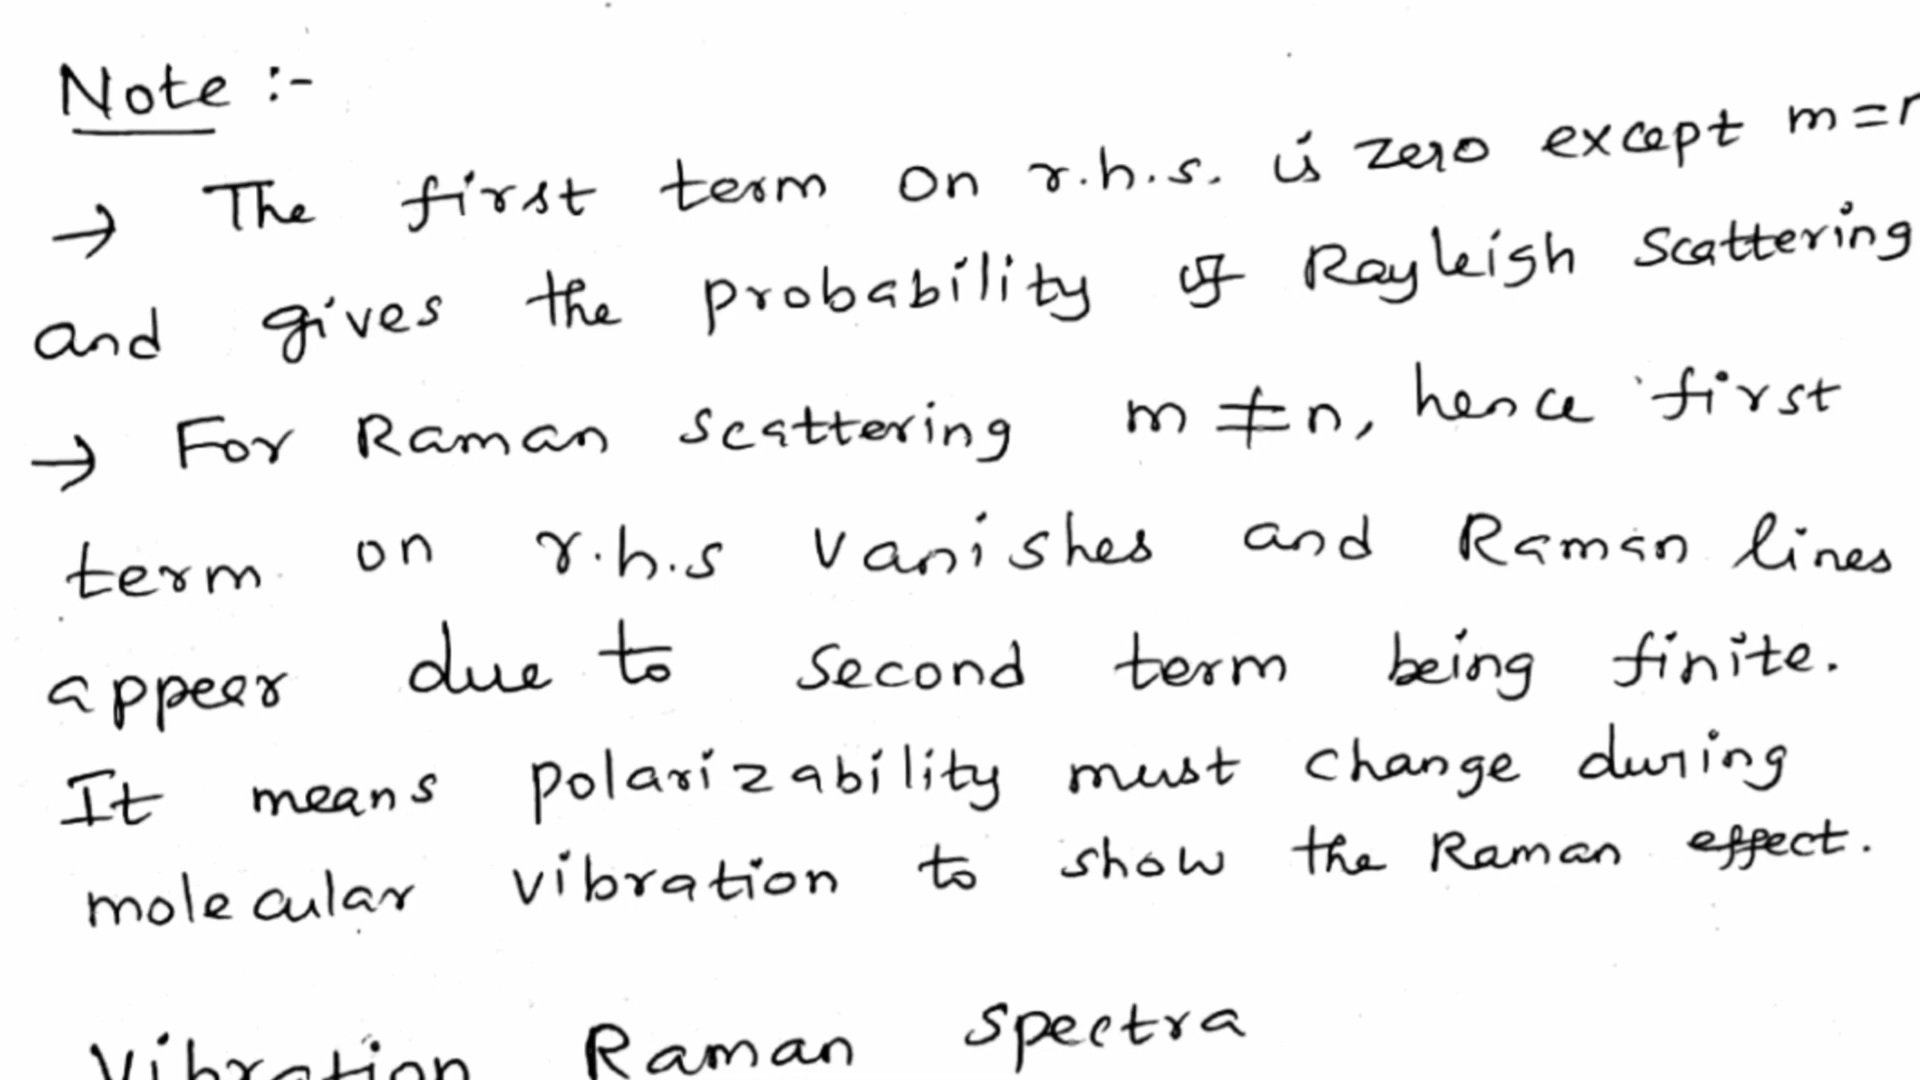 Note :-
→ The first term on r.h.s. is zero except m=
and gives the probability of Rayleigh Scattering
→ For Raman Scattering m ≠ n, hence first
term on r.h.s vanishes and Raman lines
appear due to second term being finite.
It means polarizability must change during
molecular vibration to show the Raman effect.
Vibration Raman Spectra